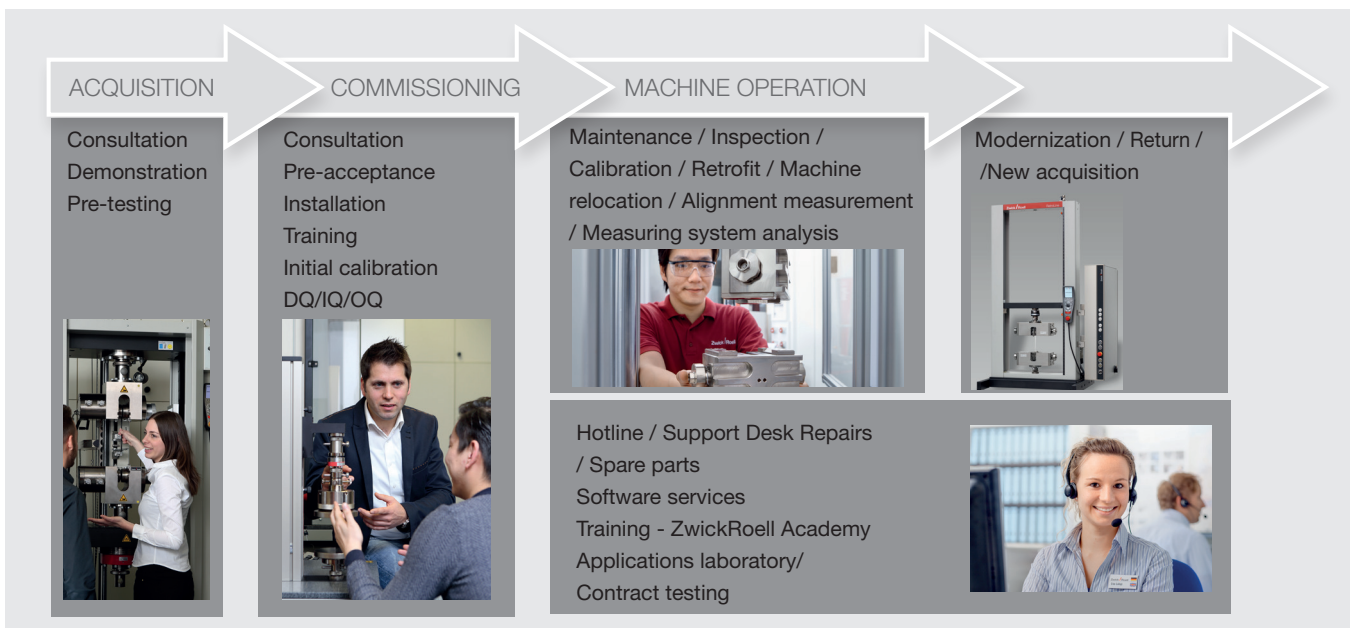 ACQUISITION
COMMISSIONING
MACHINE OPERATION
Consultation
Demonstration
Pre-testing
Consultation
Pre-acceptance
Installation
Training
Initial calibration
DQ/IQ/OQ
Maintenance / Inspection /
Calibration / Retrofit / Machine
relocation / Alignment measurement
/ Measuring system analysis
Modernization / Return /
/New acquisition
Hotline / Support Desk Repairs
/ Spare parts
Software services
Training - ZwickRoell Academy
Applications laboratory/
Contract testing